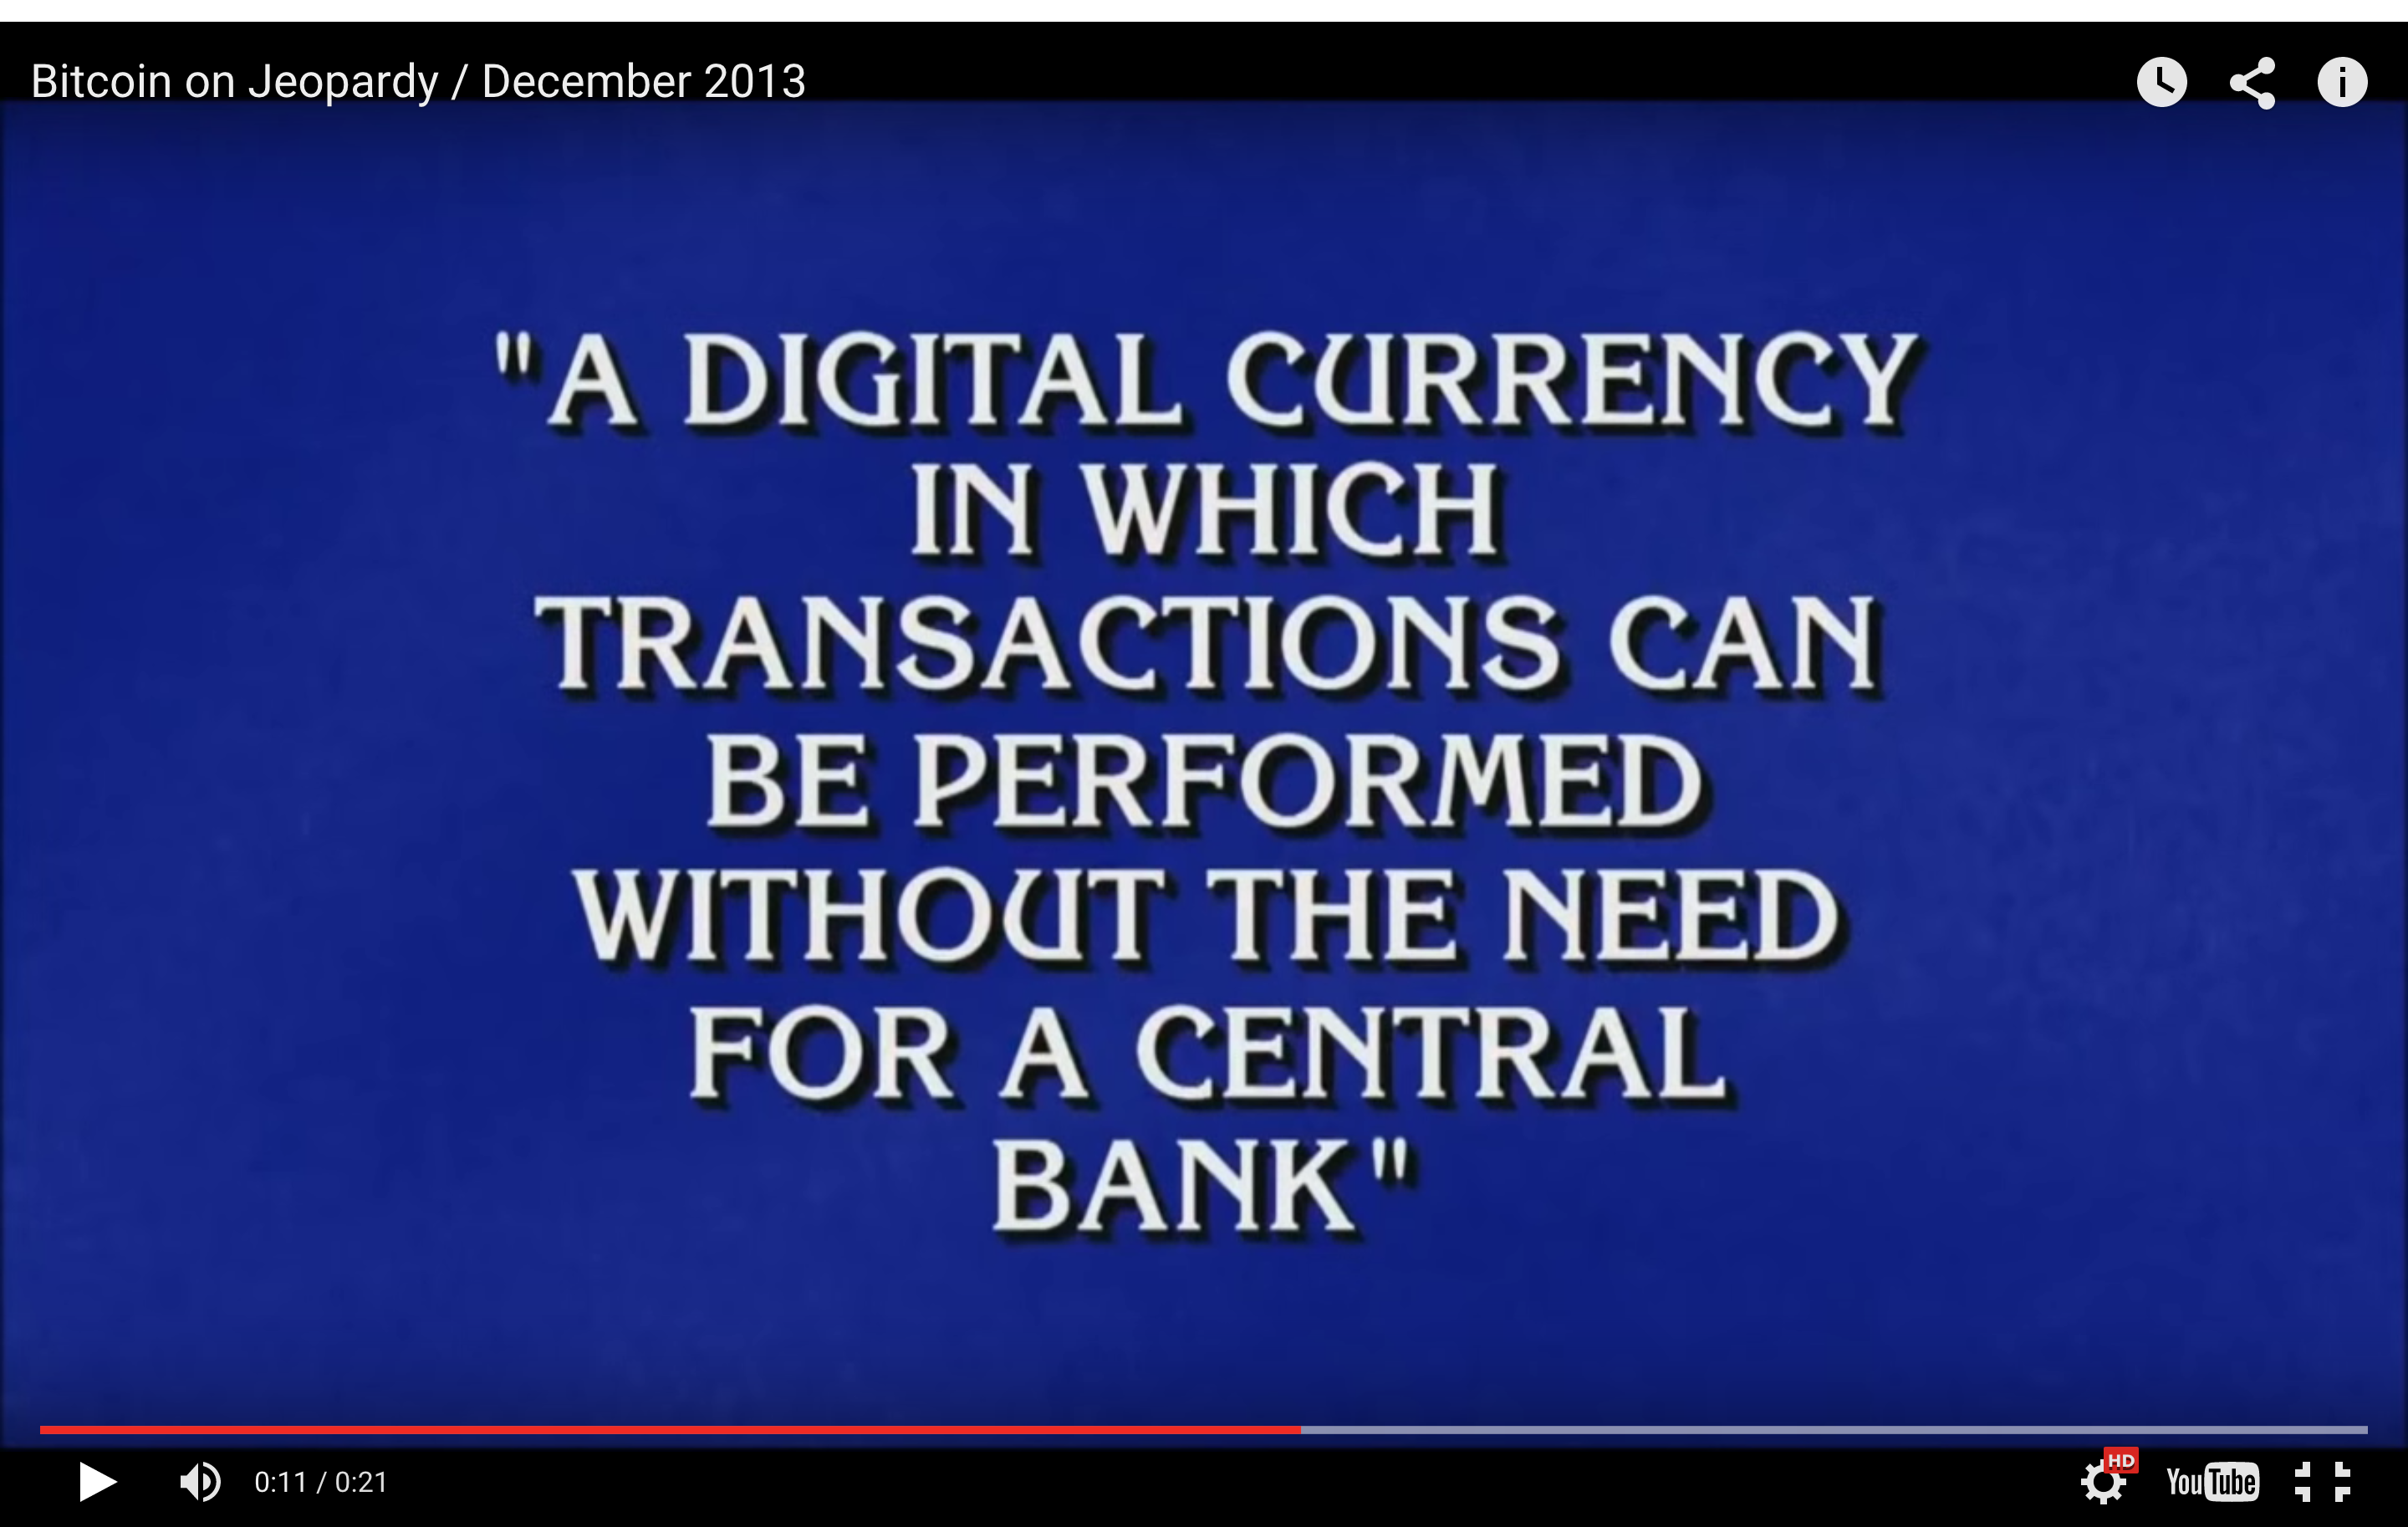 Bitcoin on Jeopardy / December 2013
"A DIGITAL CURRENCY
IN WHICH
TRANSACTIONS CAN
BE PERFORMED
WITHOUT THE NEED
FOR A CENTRAL
BANK"
0:11 / 0:21
HD
YouTube